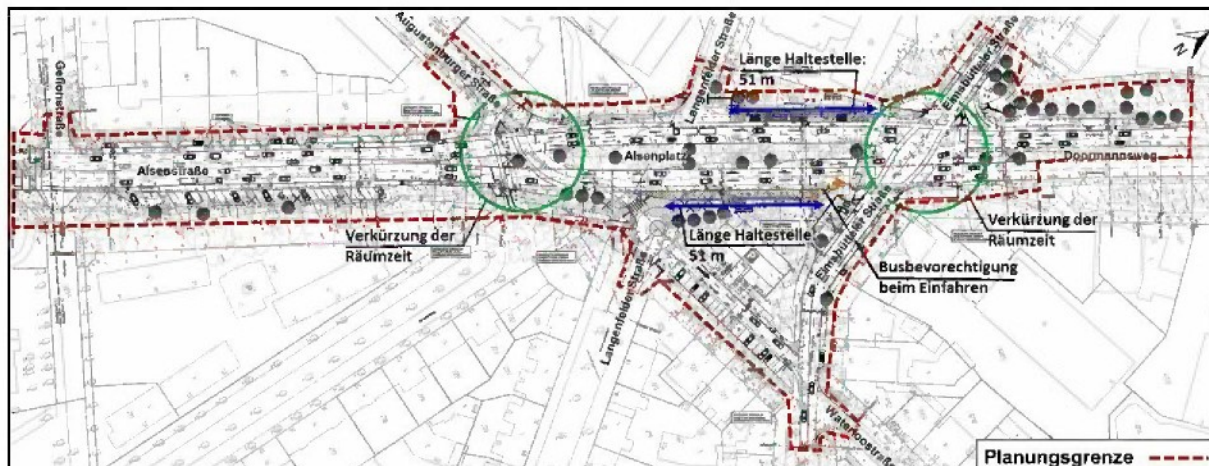 Gefionstraße
Augustenburger Straße
Langenfelder Straße
Länge Haltestelle:
51 m
Eimsbütteler Straße
N
Alsenstraße
Alsenplatz
Doormannsweg
Verkürzung der
Räumzeit
Länge Haltestelle:
51 m
Eimsbütteler Straße
Verkürzung der
Räumzeit
Busbevorechtigung
beim Einfahren
Langenfelder Straße
Waterloostraße
Planungsgrenze